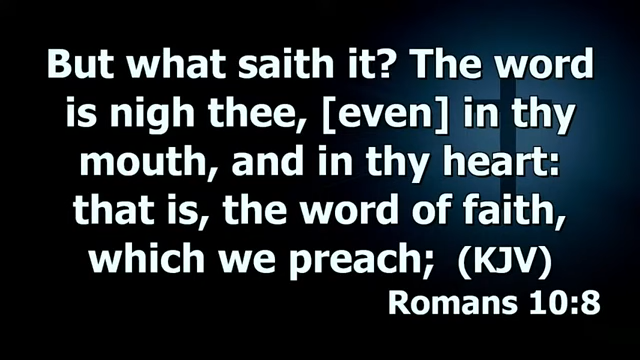 But what saith it? The word
is nigh thee, [even] in thy
mouth, and in thy heart:
that is, the word of faith,
which we preach; (KJV)
Romans 10:8